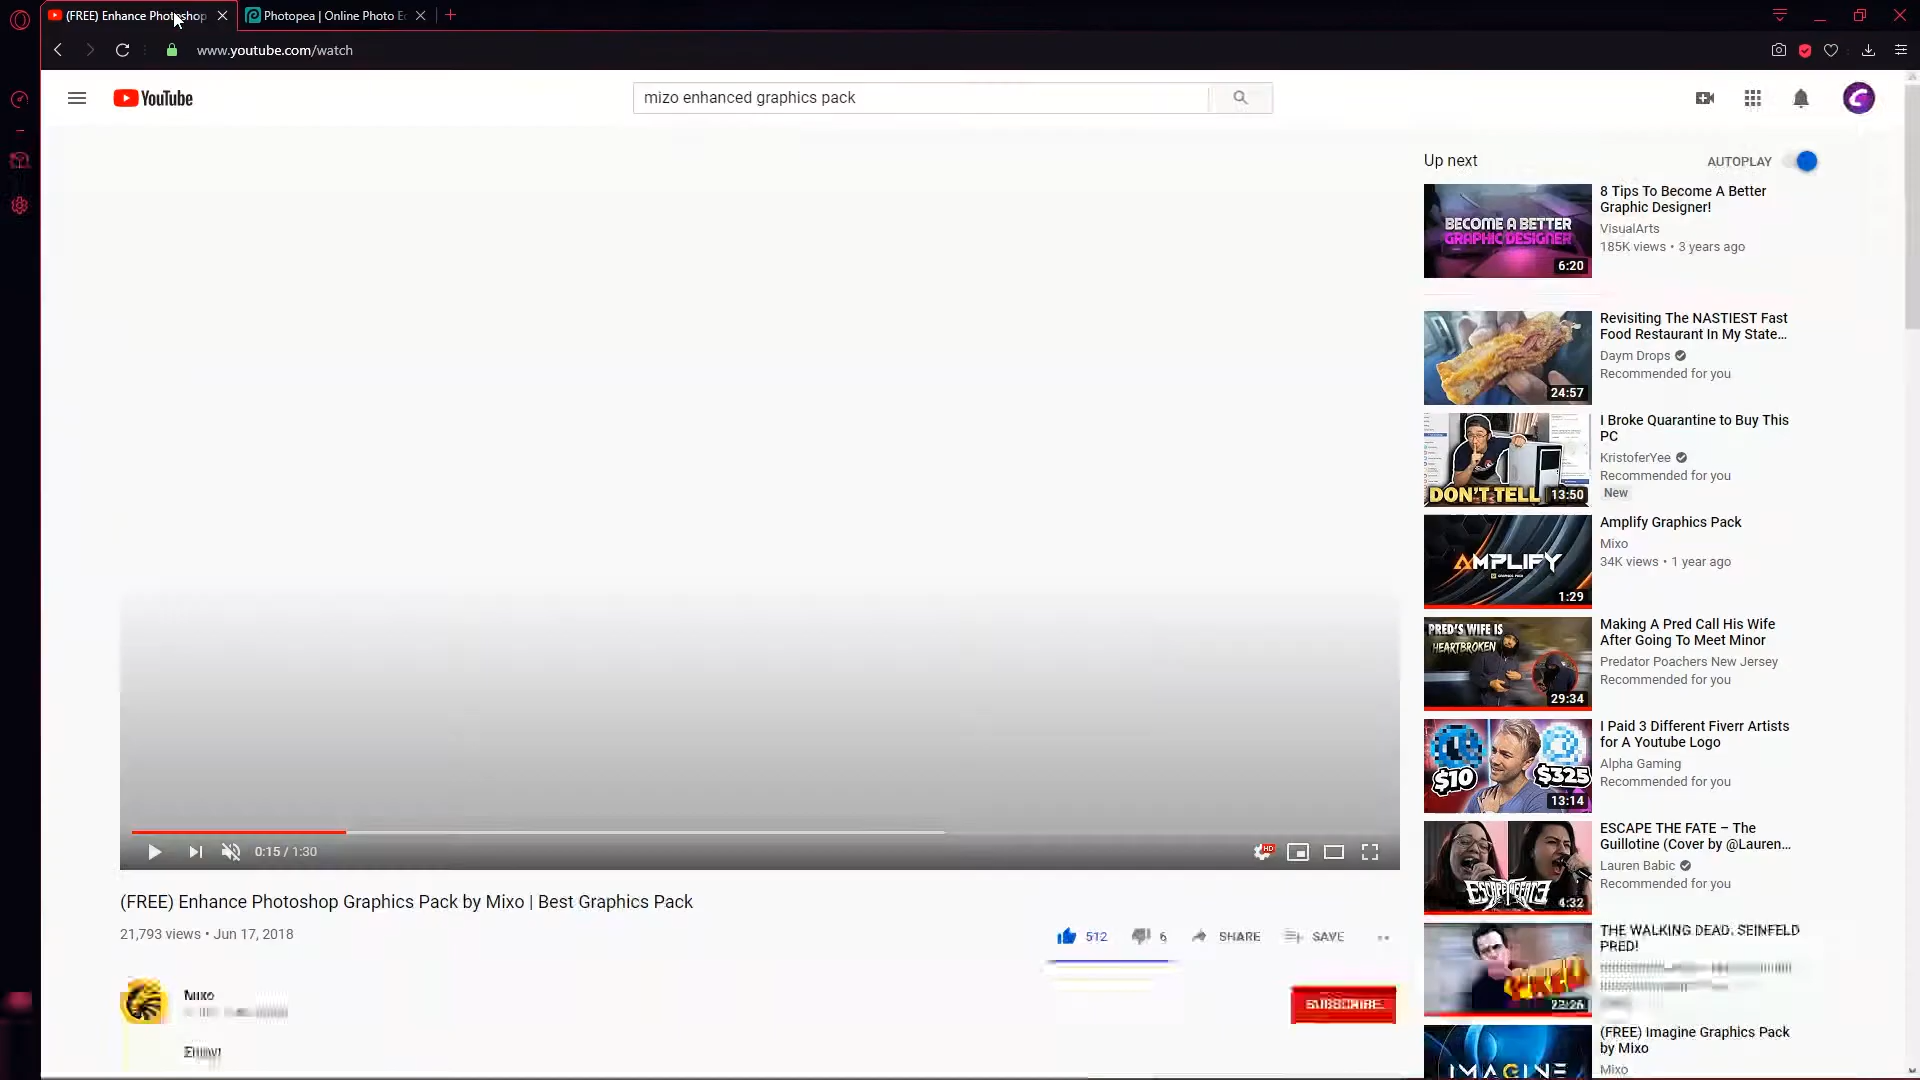 (FREE) Enhance Photoshop
Photopea | Online Photo E
www.youtube.com/watch
YouTube
mizo enhanced graphics pack
Up next
AUTOPLAY
BECOME A BETTER
GRAPHIC DESIGNER
6:20
8 Tips To Become A Better
Graphic Designer!
VisualArts
185K views • 3 years ago
24:57
Revisiting The NASTIEST Fast
Food Restaurant In My State...
Daym Drops
Recommended for you
DON'T TELL
13:50
I Broke Quarantine to Buy This
PC
KristoferYee
Recommended for you
New
AMPLIFY
1:29
Amplify Graphics Pack
Mixo
34K views • 1 year ago
PRED'S WIFE IS
HEARTBROKEN
29:34
Making A Pred Call His Wife
After Going To Meet Minor
Predator Poachers New Jersey
Recommended for you
$10
$325
13:14
I Paid 3 Different Fiverr Artists
for A Youtube Logo
Alpha Gaming
Recommended for you
ESCAPE THE FATE
4:32
ESCAPE THE FATE – The
Guillotine (Cover by @Lauren...
Lauren Babic
Recommended for you
22:26
THE WALKING DEAD. SEINFELD
PRED!
IMAGINE
(FREE) Imagine Graphics Pack
by Mixo
Mixo
0:15 / 1:30
HD
(FREE) Enhance Photoshop Graphics Pack by Mixo | Best Graphics Pack
21,793 views • Jun 17, 2018
512
6
SHARE
SAVE
Mixo
SUBSCRIBE
Enjoy!